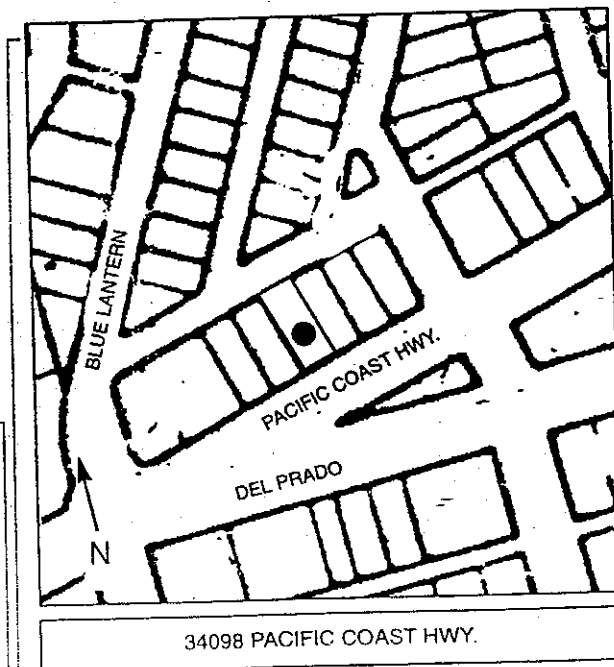 BLUE LANTERN
PACIFIC COAST HWY.
DEL PRADO
N
34098 PACIFIC COAST HWY.